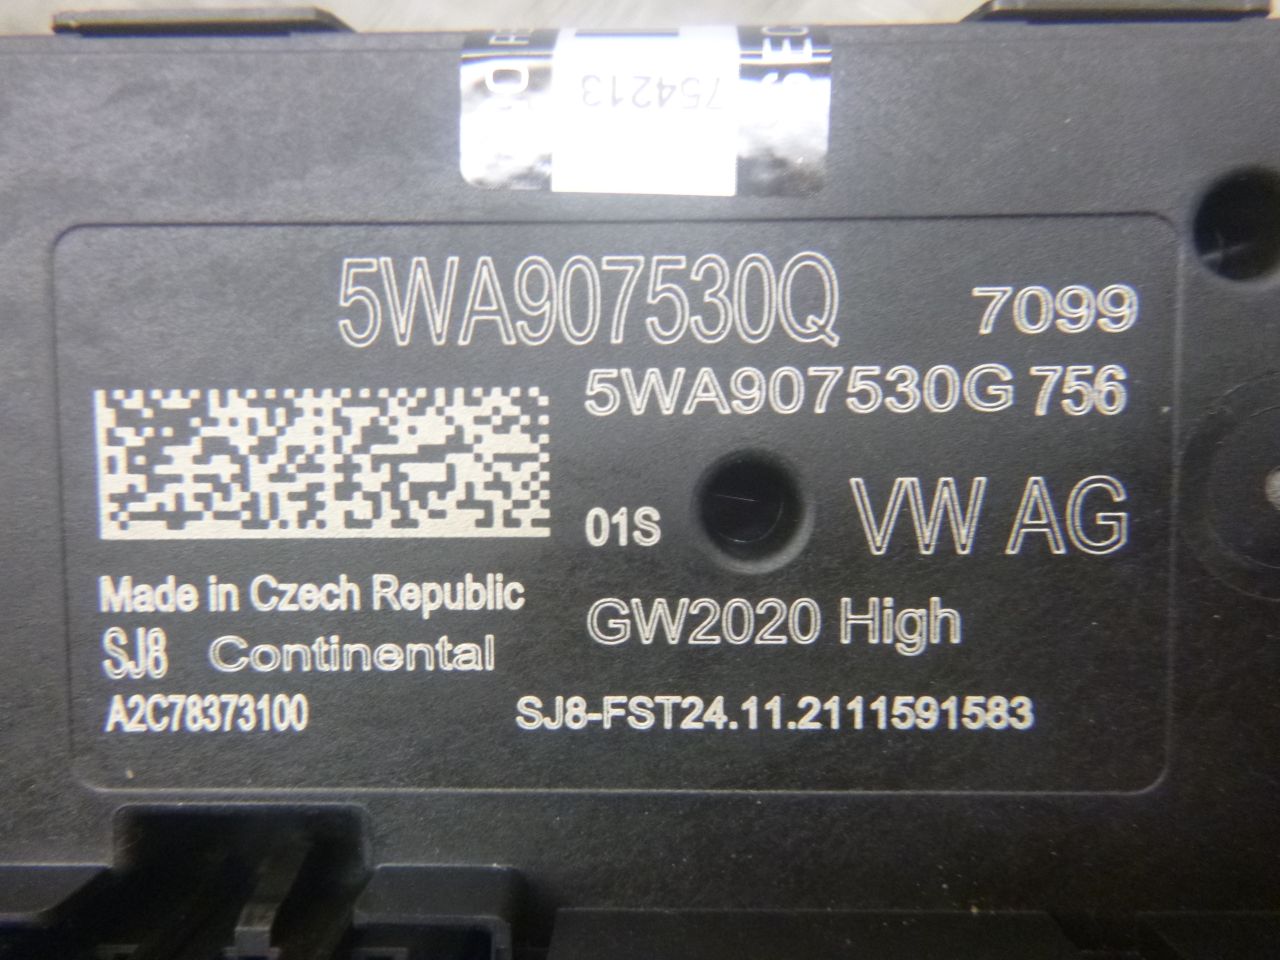 754213
5WA907530Q
7099
5WA907530G 756
01S
VW AG
Made in Czech Republic
GW2020 High
SJ8 Continental
A2C78373100
SJ8-FST24.11.2111591583